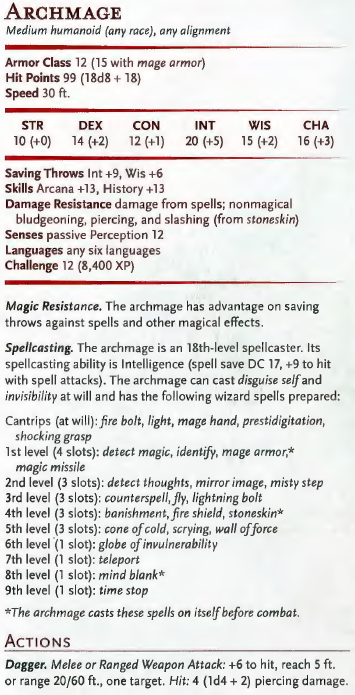 ARCHMAGE
Medium humanoid (any race), any alignment
Armor Class 12 (15 with mage armor)
Hit Points 99 (18d8 + 18)
Speed 30 ft.
STR DEX CON INT WIS CHA
10 (+0) 14 (+2) 12 (+1) 20 (+5) 15 (+2) 16 (+3)
Saving Throws Int +9, Wis +6
Skills Arcana +13, History +13
Damage Resistance damage from spells; nonmagical
bludgeoning, piercing, and slashing (from stoneskin)
Senses passive Perception 12
Languages any six languages
Challenge 12 (8,400 XP)
Magic Resistance. The archmage has advantage on saving
throws against spells and other magical effects.
Spellcasting. The archmage is an 18th-level spellcaster. Its
spellcasting ability is Intelligence (spell save DC 17, +9 to hit
with spell attacks). The archmage can cast disguise self and
invisibility at will and has the following wizard spells prepared:
Cantrips (at will): fire bolt, light, mage hand, prestidigitation,
shocking grasp
1st level (4 slots): detect magic, identify, mage armor,*
magic missile
2nd level (3 slots): detect thoughts, mirror image, misty step
3rd level (3 slots): counterspell, fly, lightning bolt
4th level (3 slots): banishment, fire shield, stoneskin*
5th level (3 slots): cone of cold, scrying, wall of force
6th level (1 slot): globe of invulnerability
7th level (1 slot): teleport
8th level (1 slot): mind blank*
9th level (1 slot): time stop
*The archmage casts these spells on itself before combat.
ACTIONS
Dagger. Melee or Ranged Weapon Attack: +6 to hit, reach 5 ft.
or range 20/60 ft., one target. Hit: 4 (1d4 + 2) piercing damage.